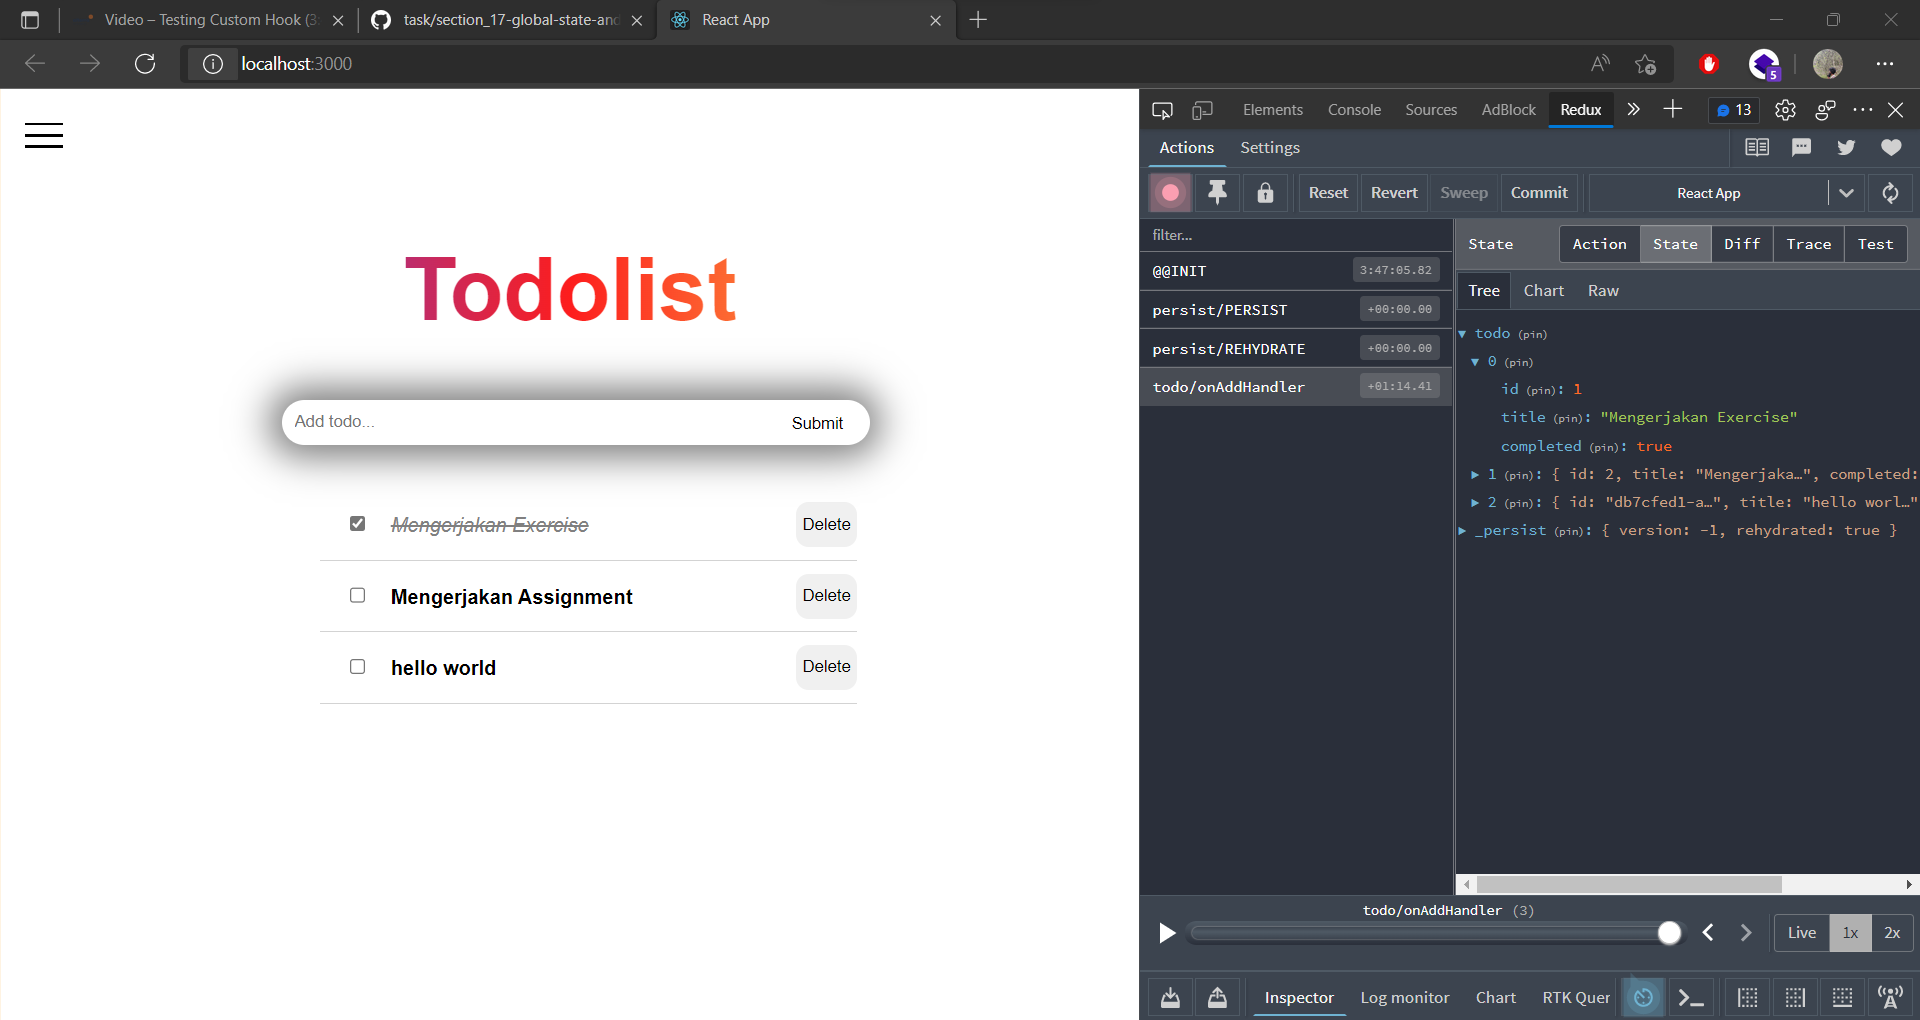 Video – Testing Custom Hook (3
task/section_17-global-state-and
React App
localhost:3000
5
Elements
Console
Sources
AdBlock
Redux
13
Actions
Settings
Reset
Revert
Sweep
Commit
React App
filter...
State
Action
State
Diff
Trace
Test
@@INIT
3:47:05.82
persist/PERSIST
+00:00.00
persist/REHYDRATE
+00:00.00
todo/onAddHandler
+01:14.41
Tree
Chart
Raw
todo (pin)
0 (pin)
id (pin): 1
title (pin): "Mengerjakan Exercise"
completed (pin): true
1 (pin): { id: 2, title: "Mengerjaka…", completed:
2 (pin): { id: "db7cfed1-a…", title: "hello worl…"
_persist (pin): { version: -1, rehydrated: true }
Todolist
Add todo...
Submit
Mengerjakan Exercise
Delete
Mengerjakan Assignment
Delete
hello world
Delete
todo/onAddHandler (3)
Live
1x
2x
Inspector
Log monitor
Chart
RTK Quer